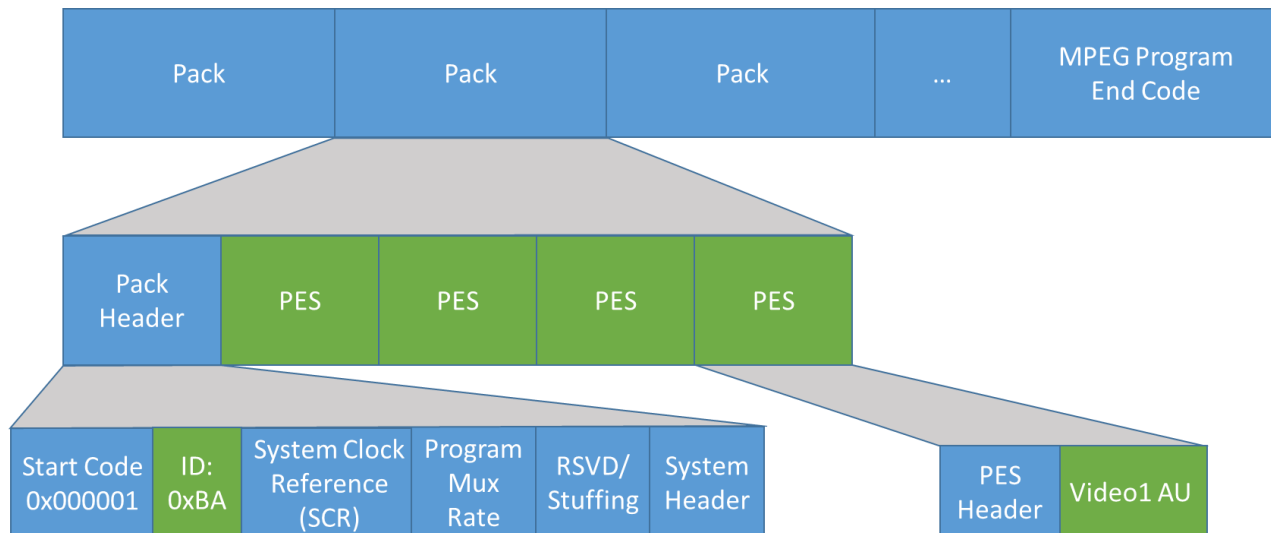 Pack
Pack
Pack
...
MPEG Program
End Code
Pack
Header
PES
PES
PES
PES
Start Code
0x000001
ID:
0xBA
System Clock
Reference
(SCR)
Program
Mux
Rate
RSVD/
Stuffing
System
Header
PES
Header
Video1 AU